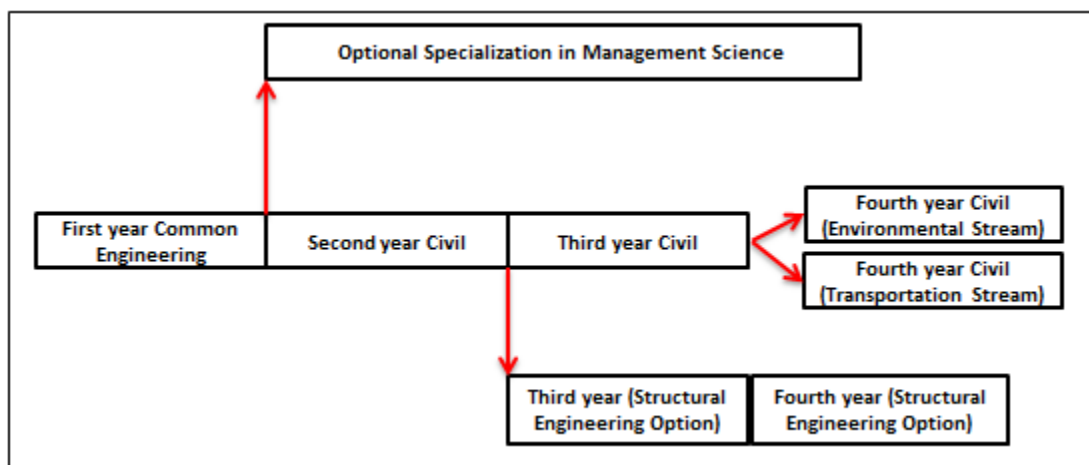 Optional Specialization in Management Science
First year Common
Engineering
Second year Civil
Third year Civil
Fourth year Civil
(Environmental Stream)
Fourth year Civil
(Transportation Stream)
Third year (Structural
Engineering Option)
Fourth year (Structural
Engineering Option)